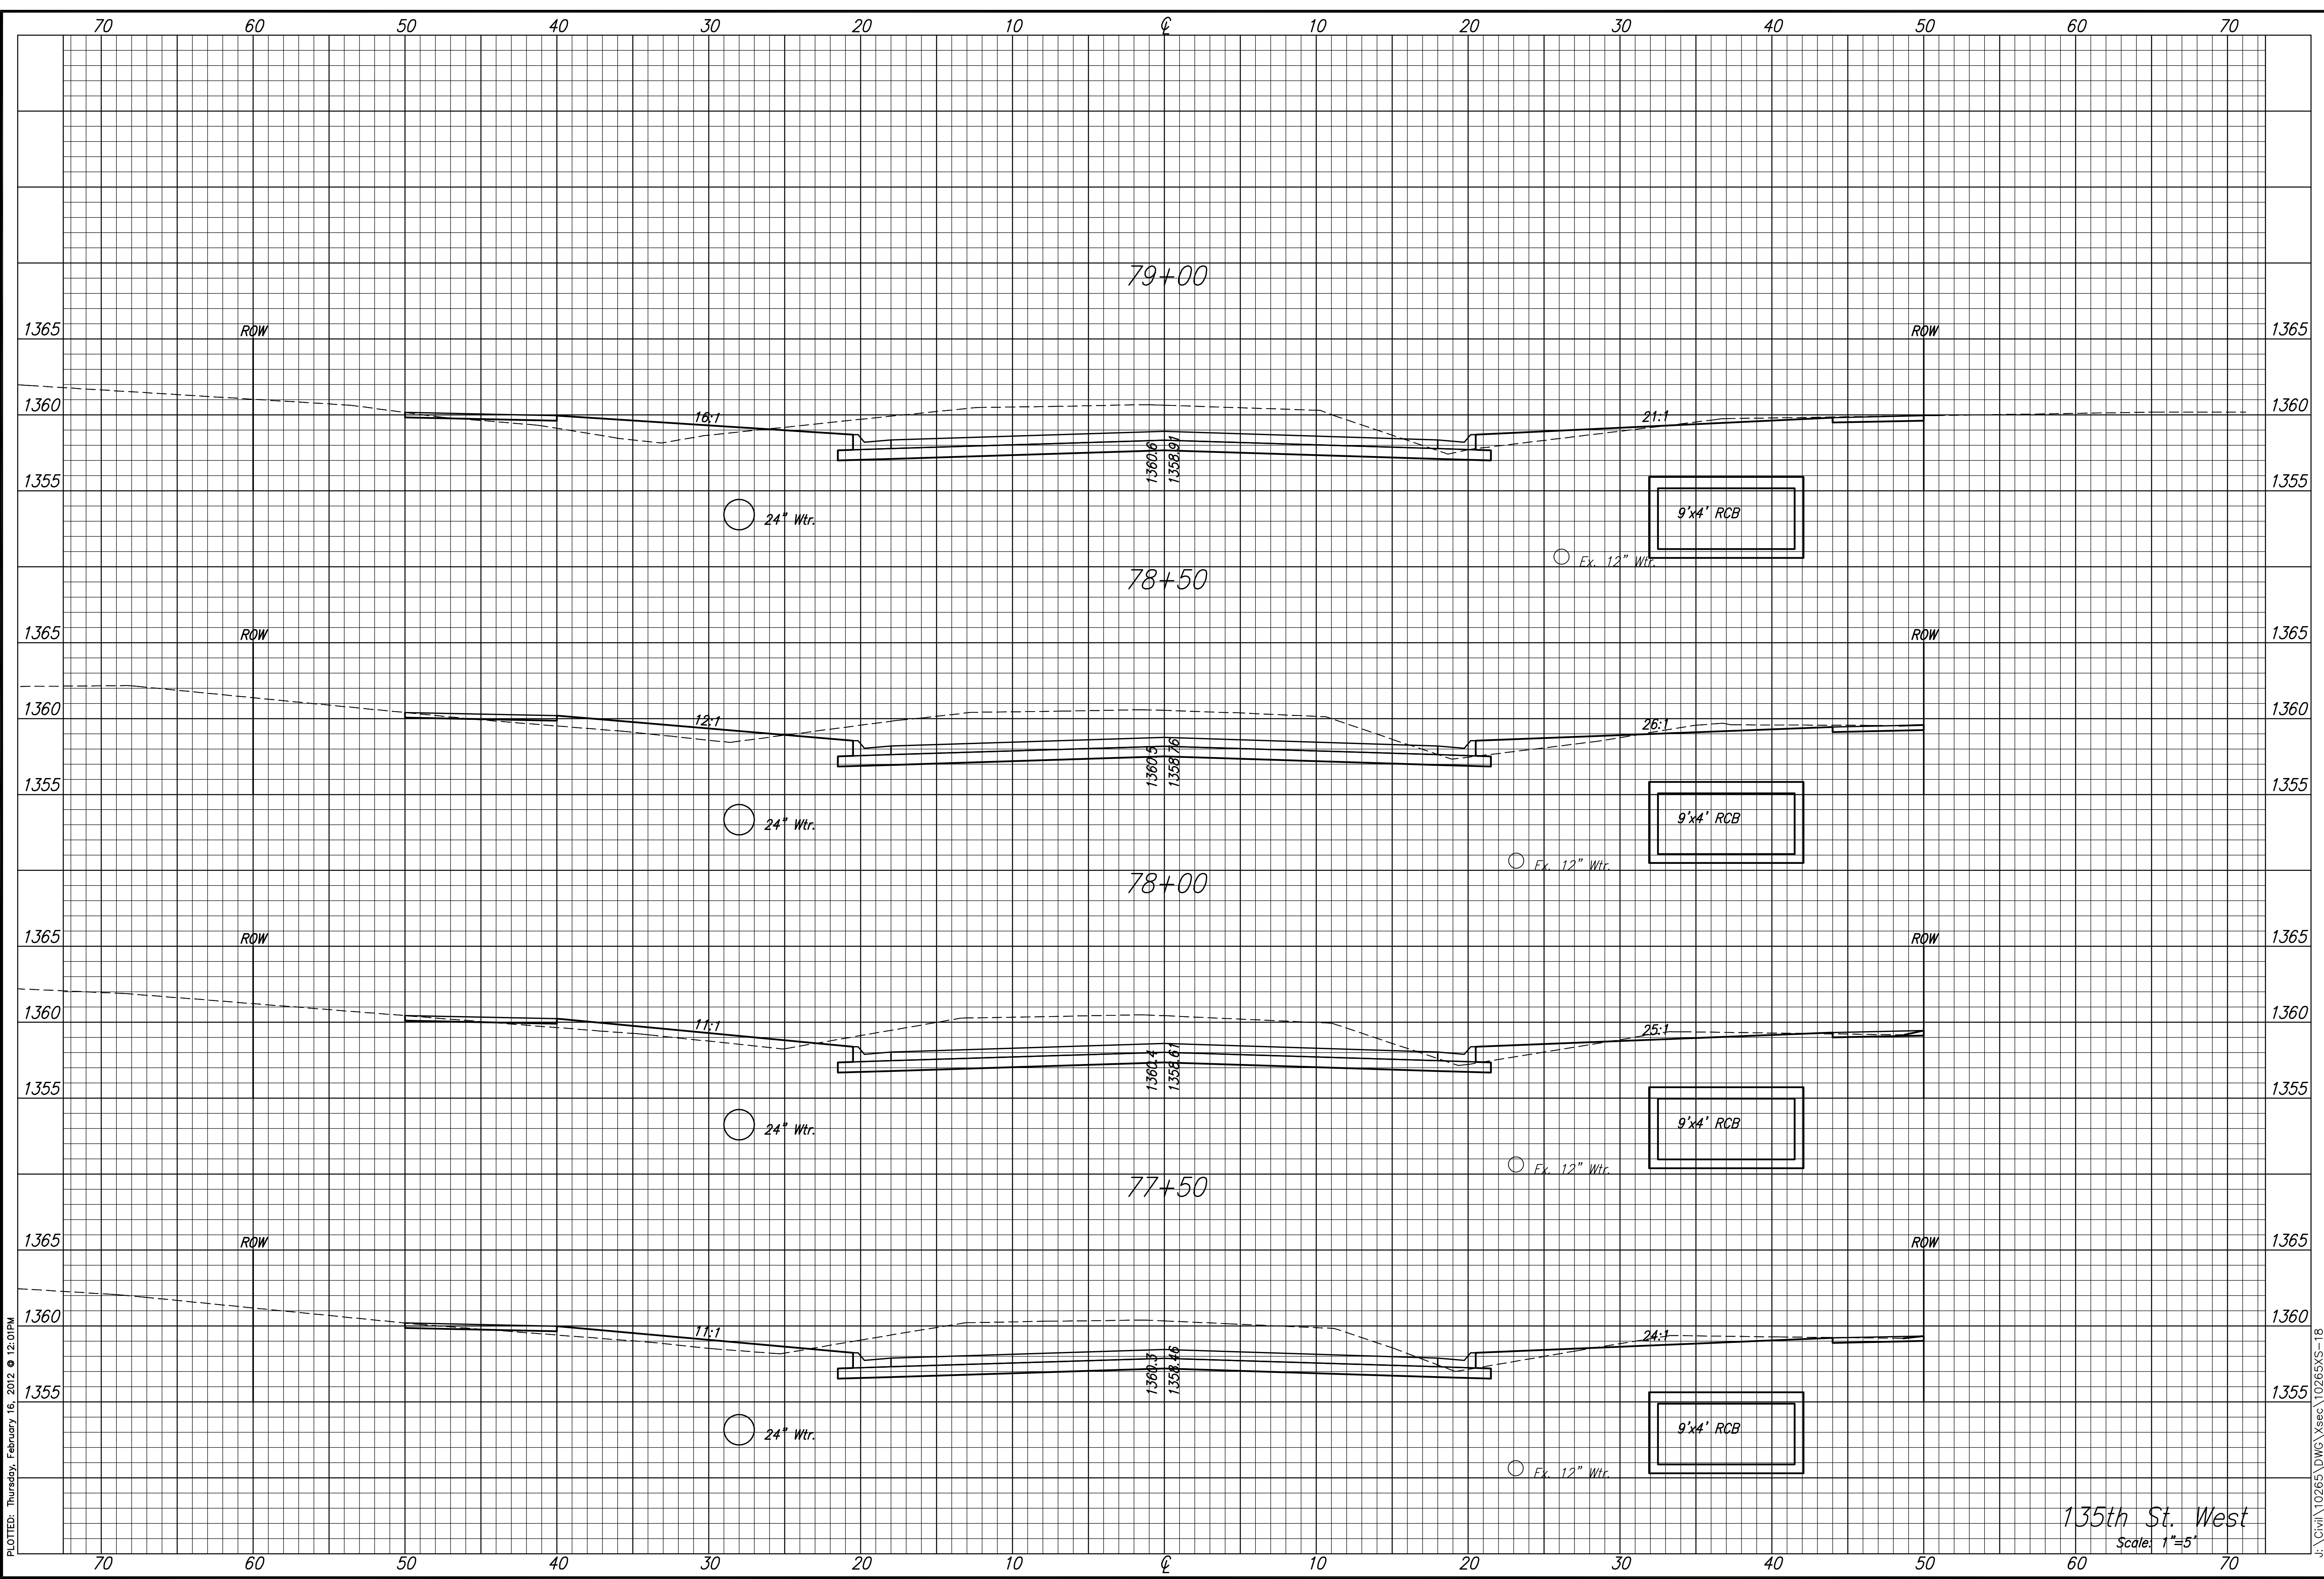 70 60 50 40 30 20 10 ℄ 10 20 30 40 50 60 70
79+00
1365 ROW ROW 1365
1360 16:1 21:1 1360
1360.6 1358.91
1355 1355
24" Wtr. 9'x4' RCB
Ex. 12" Wtr.
78+50
1365 ROW ROW 1365
1360 12:1 26:1 1360
1360.5 1358.76
1355 1355
24" Wtr. 9'x4' RCB
Ex. 12" Wtr.
78+00
1365 ROW ROW 1365
1360 11:1 25:1 1360
1360.4 1358.61
1355 1355
24" Wtr. 9'x4' RCB
Ex. 12" Wtr.
77+50
1365 ROW ROW 1365
1360 11:1 24:1 1360
1360.3 1358.46
1355 1355
24" Wtr. 9'x4' RCB
Ex. 12" Wtr.
135th St. West
Scale: 1"=5'
70 60 50 40 30 20 10 ℄ 10 20 30 40 50 60 70
PLOTTED: Thursday, February 16, 2012 @ 12:01PM
J:\Civil\10265\DWG\Xsec\10265XS-18